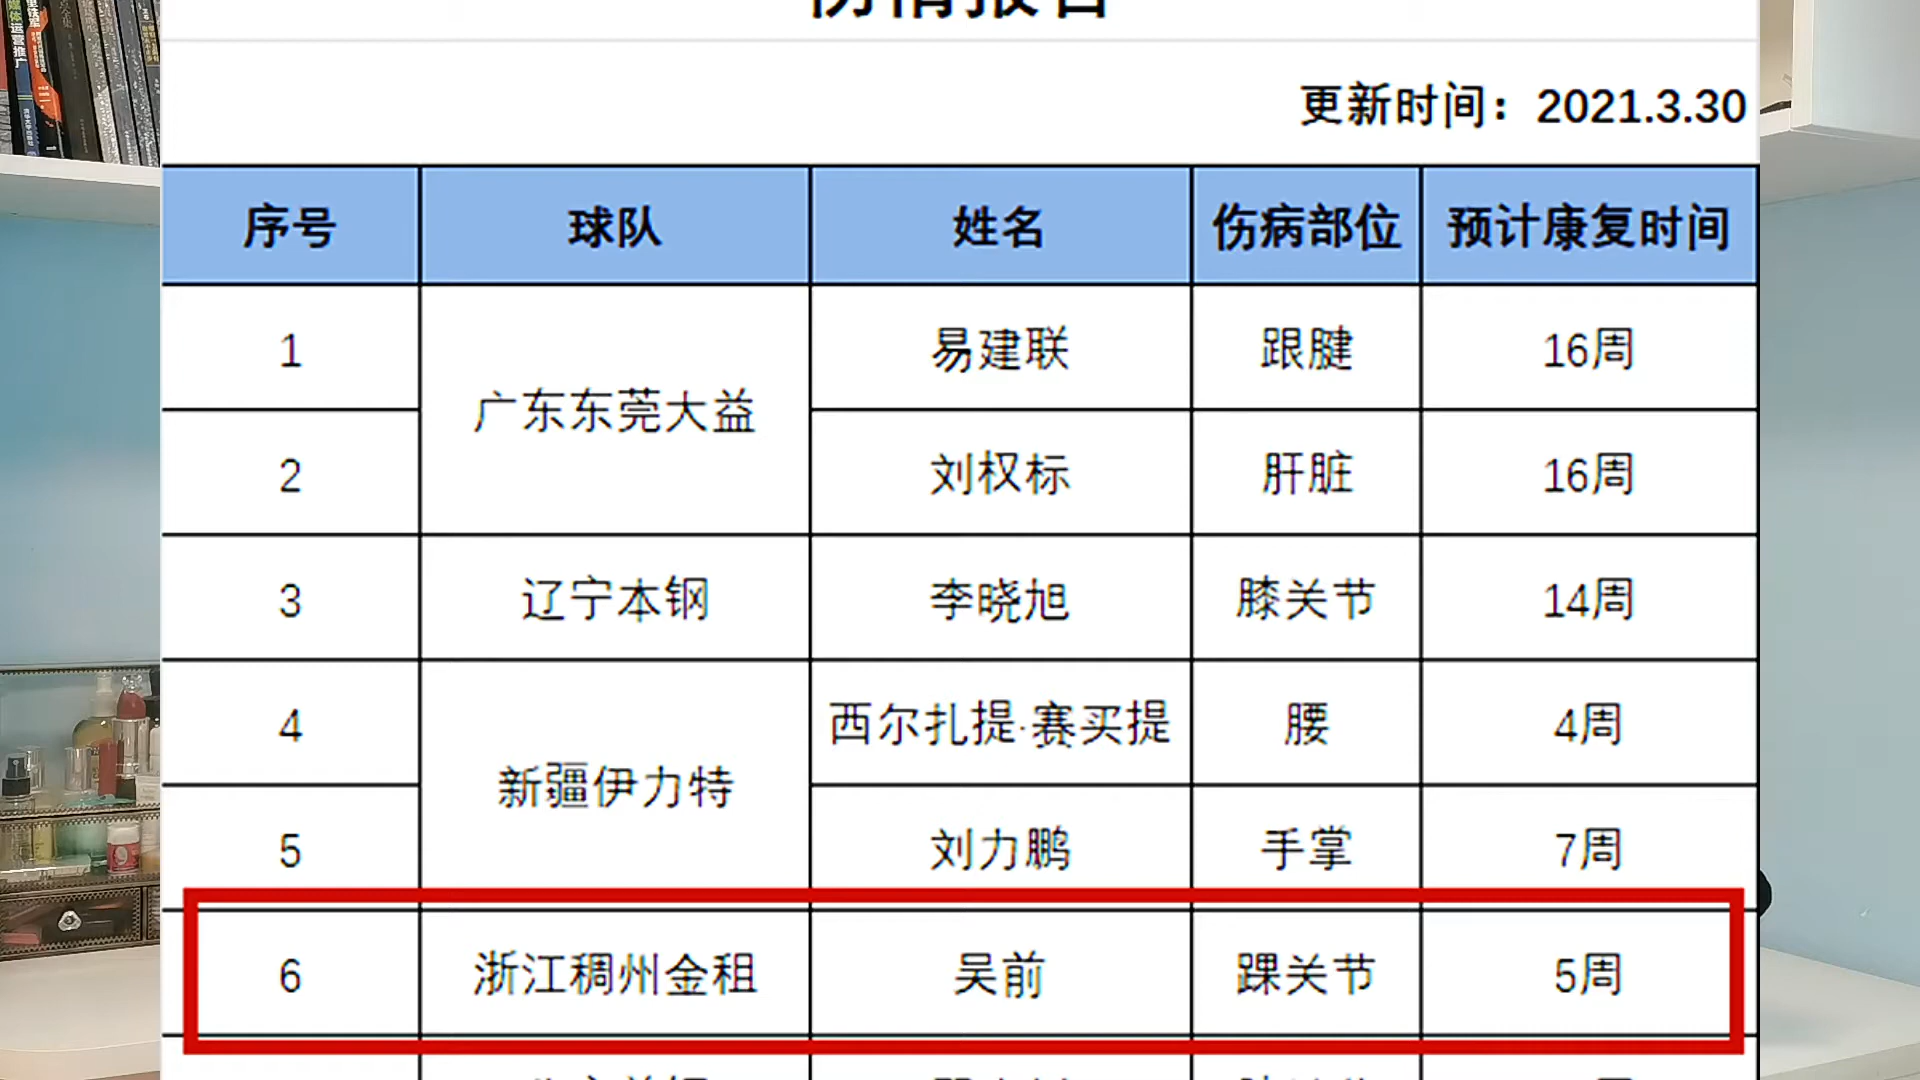 伤情报告
更新时间：2021.3.30
序号 球队 姓名 伤病部位 预计康复时间
1 广东东莞大益 易建联 跟腱 16周
2 刘权标 肝脏 16周
3 辽宁本钢 李晓旭 膝关节 14周
4 新疆伊力特 西尔扎提·赛买提 腰 4周
5 刘力鹏 手掌 7周
6 浙江稠州金租 吴前 踝关节 5周